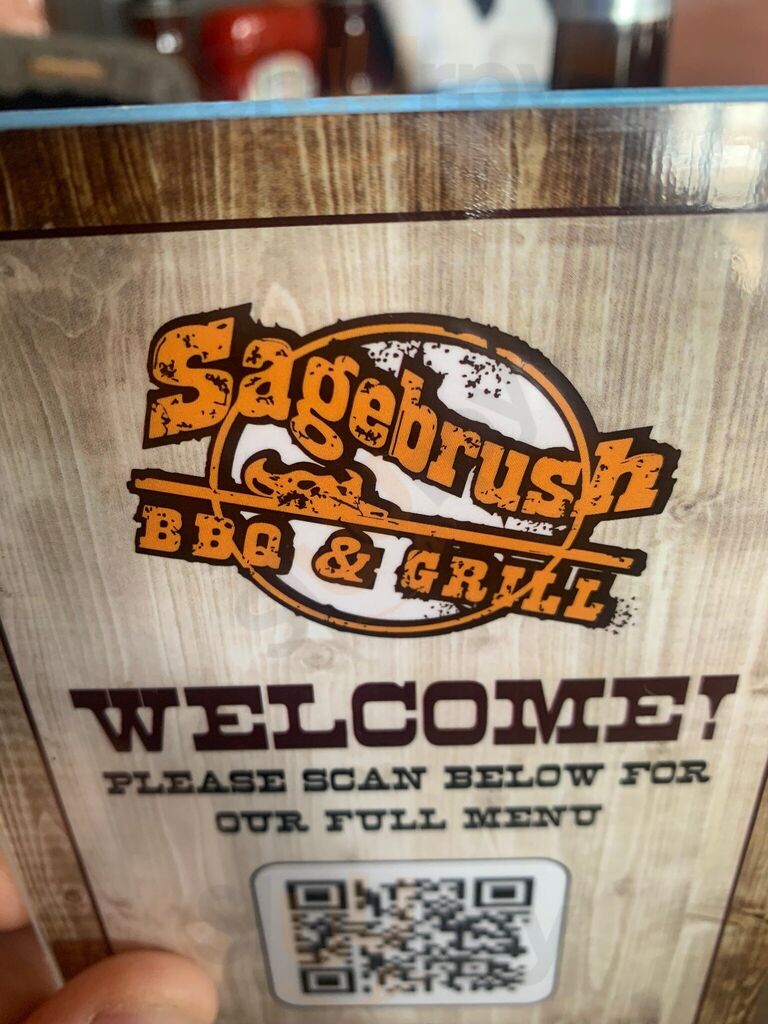 Sagebrush
BBQ & GRILL
WELCOME!
PLEASE SCAN BELOW FOR
OUR FULL MENU